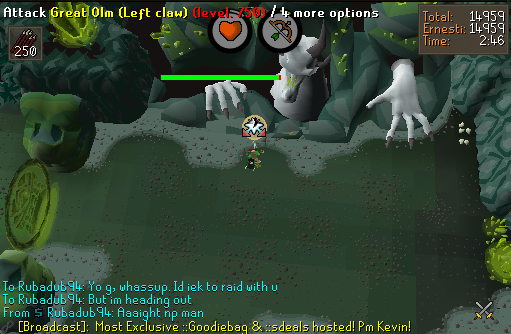 Attack Great Olm (Left claw) (level, 750) / 4 more options
250
Total: 14959
Ernestr: 14959
Time: 2:46
To Rubadub94: Yo g, whassup. Id iek to raid with u
To Rubadub94: But im heading out
From S Rubadub94: Aaaight np man
[Broadcast]: Most Exclusive ::Goodiebag & ::sdeals hosted! Pm Kevin!